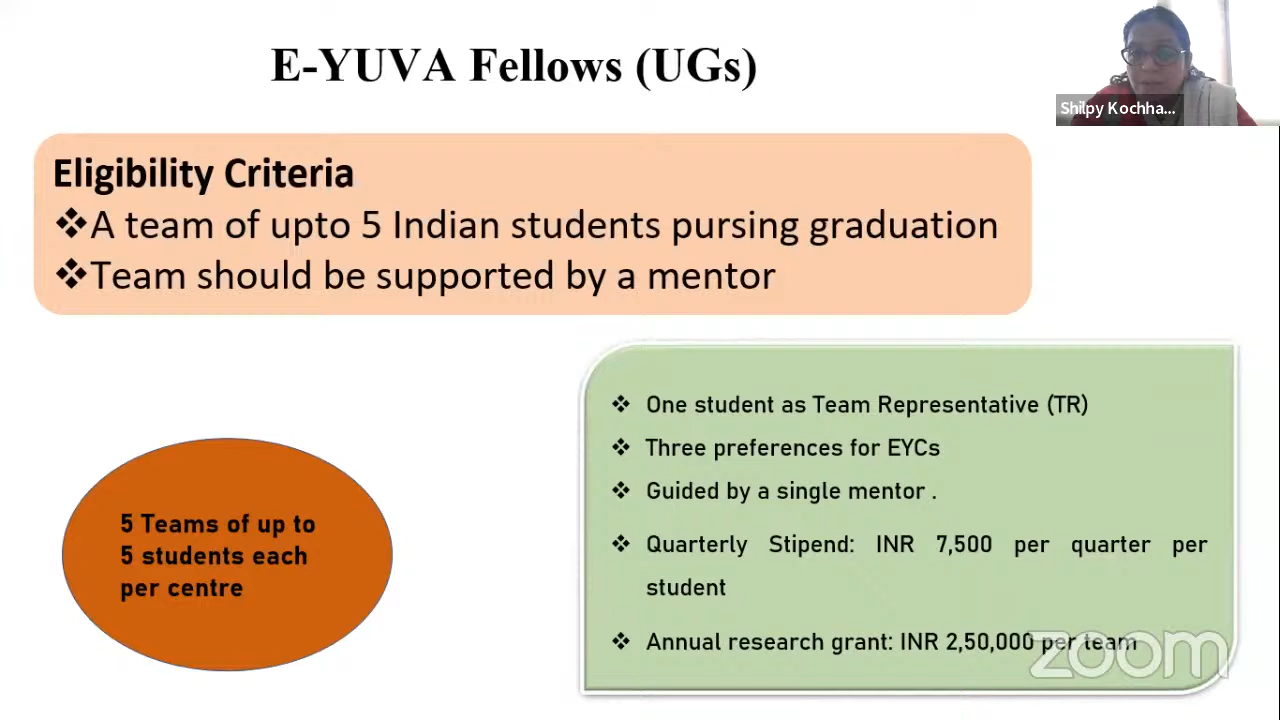 E-YUVA Fellows (UGs)
Shilpy Kochha...
Eligibility Criteria
❖A team of upto 5 Indian students pursing graduation
❖Team should be supported by a mentor
5 Teams of up to
5 students each
per centre
❖ One student as Team Representative (TR)
❖ Three preferences for EYCs
❖ Guided by a single mentor .
❖ Quarterly Stipend: INR 7,500 per quarter per
student
❖ Annual research grant: INR 2,50,000 per team
zoom